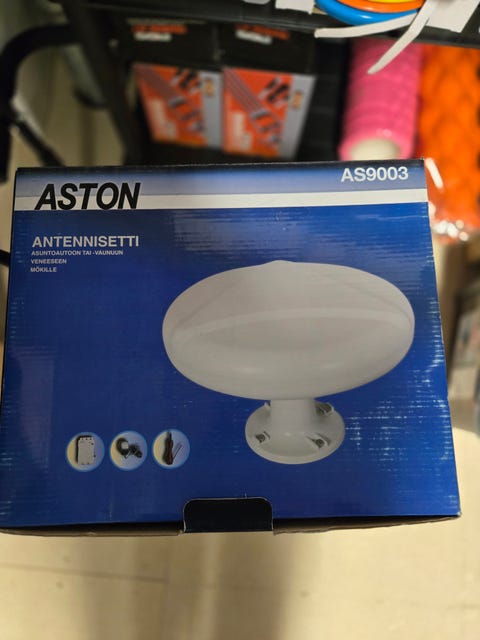 AS9003
ASTON
ANTENNISETTI
ASUNTOAUTOON TAI -VAUNUUN
VENEESEEN
MÖKILLE